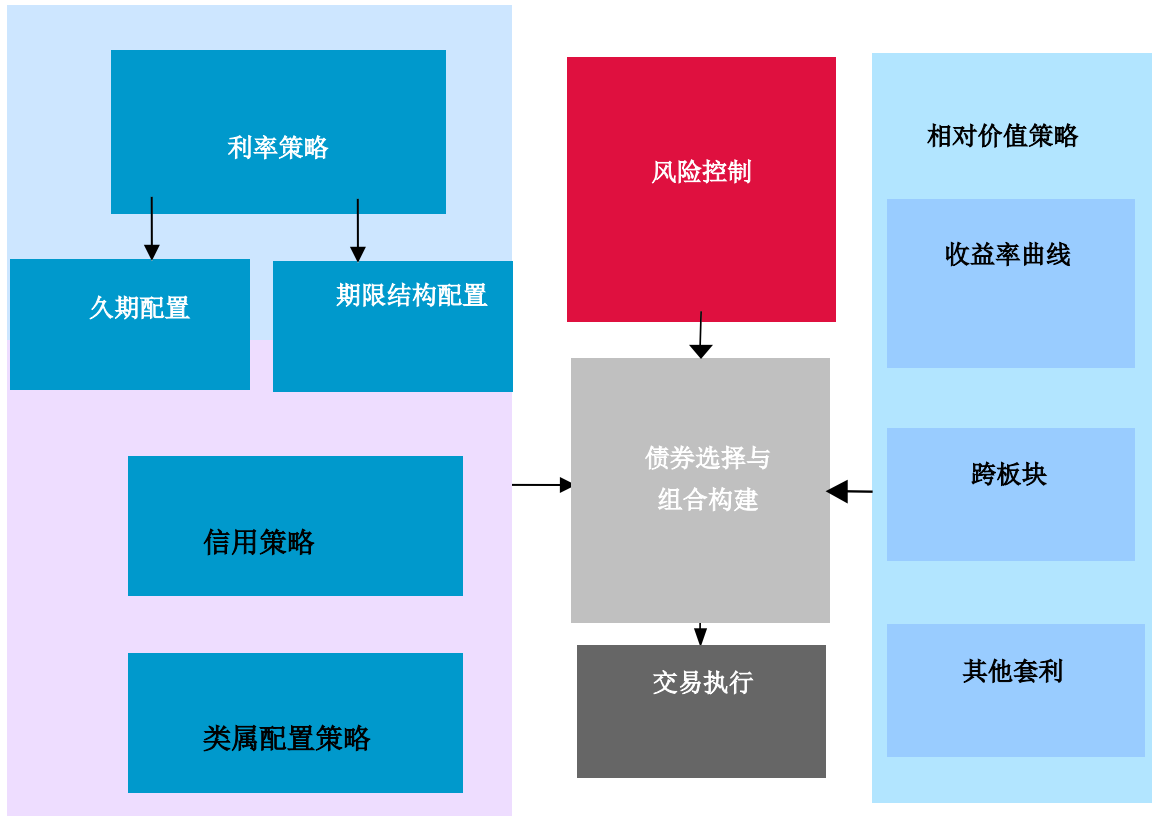 利率策略
久期配置
期限结构配置
信用策略
类属配置策略
风险控制
债券选择与
组合构建
交易执行
相对价值策略
收益率曲线
跨板块
其他套利